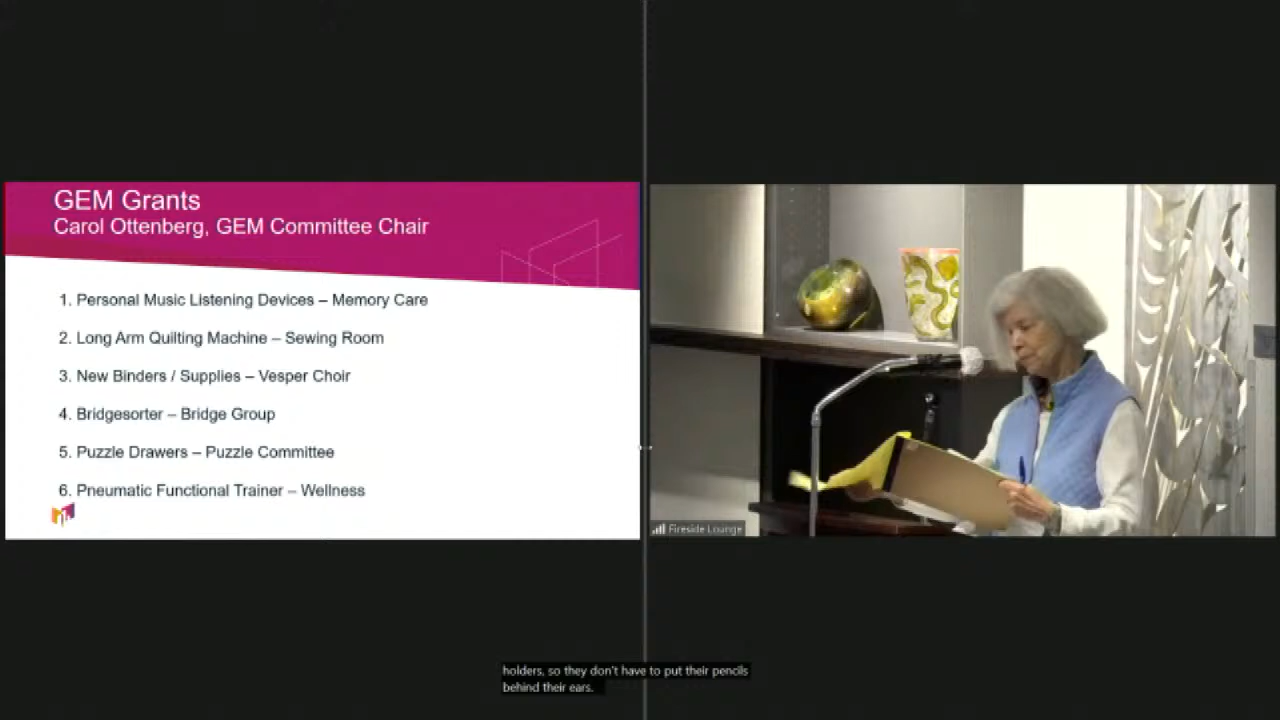 GEM Grants
Carol Ottenberg, GEM Committee Chair
1. Personal Music Listening Devices – Memory Care
2. Long Arm Quilting Machine – Sewing Room
3. New Binders / Supplies – Vesper Choir
4. Bridgesorter – Bridge Group
5. Puzzle Drawers – Puzzle Committee
6. Pneumatic Functional Trainer – Wellness
Fireside Lounge
holders, so they don't have to put their pencils
behind their ears.